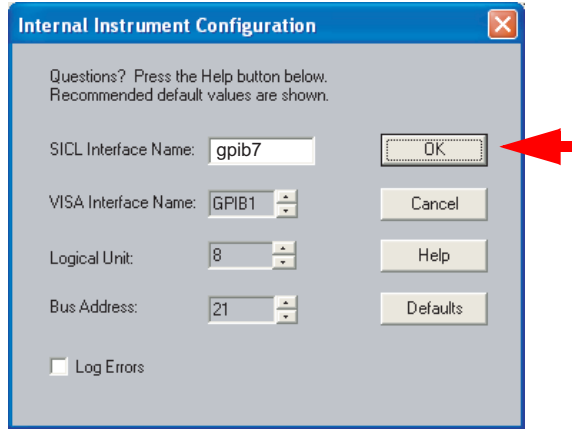 Internal Instrument Configuration
Questions? Press the Help button below.
Recommended default values are shown.
SICL Interface Name: gpib7 OK
VISA Interface Name: GPIB1 Cancel
Logical Unit: 8 Help
Bus Address: 21 Defaults
Log Errors